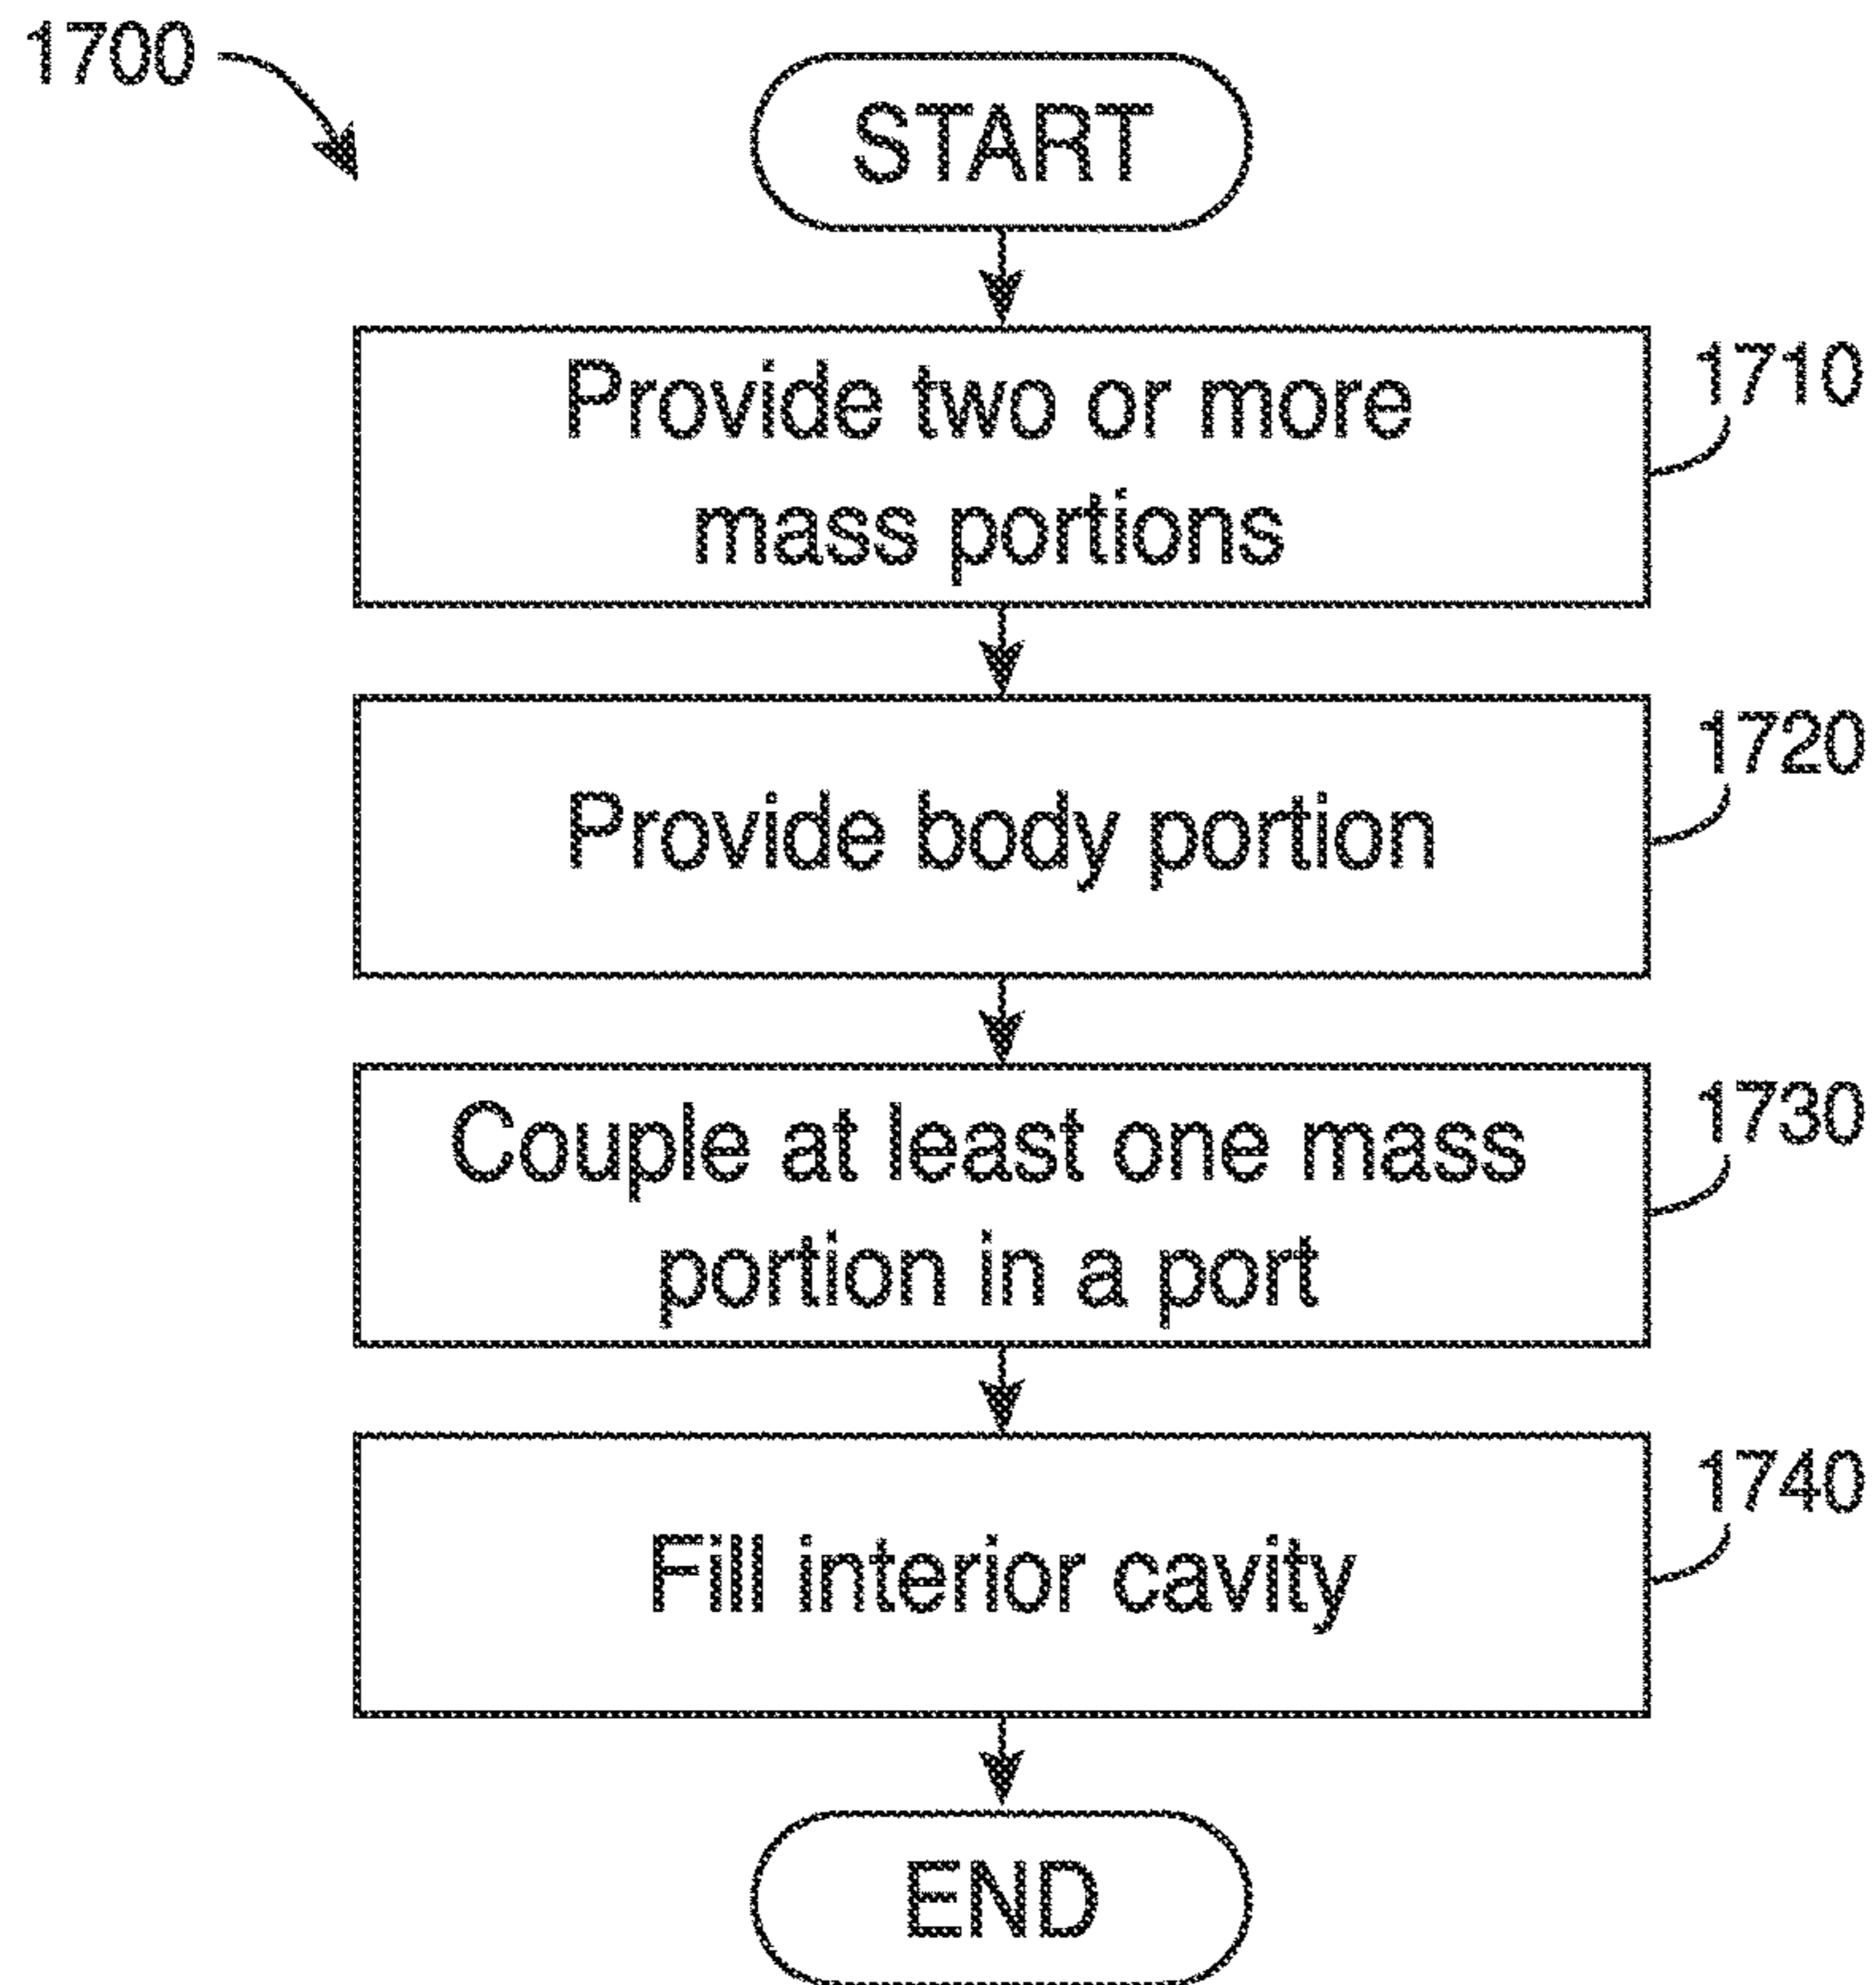 1700
START
Provide two or more
mass portions
1710
Provide body portion
1720
Couple at least one mass
portion in a port
1730
Fill interior cavity
1740
END